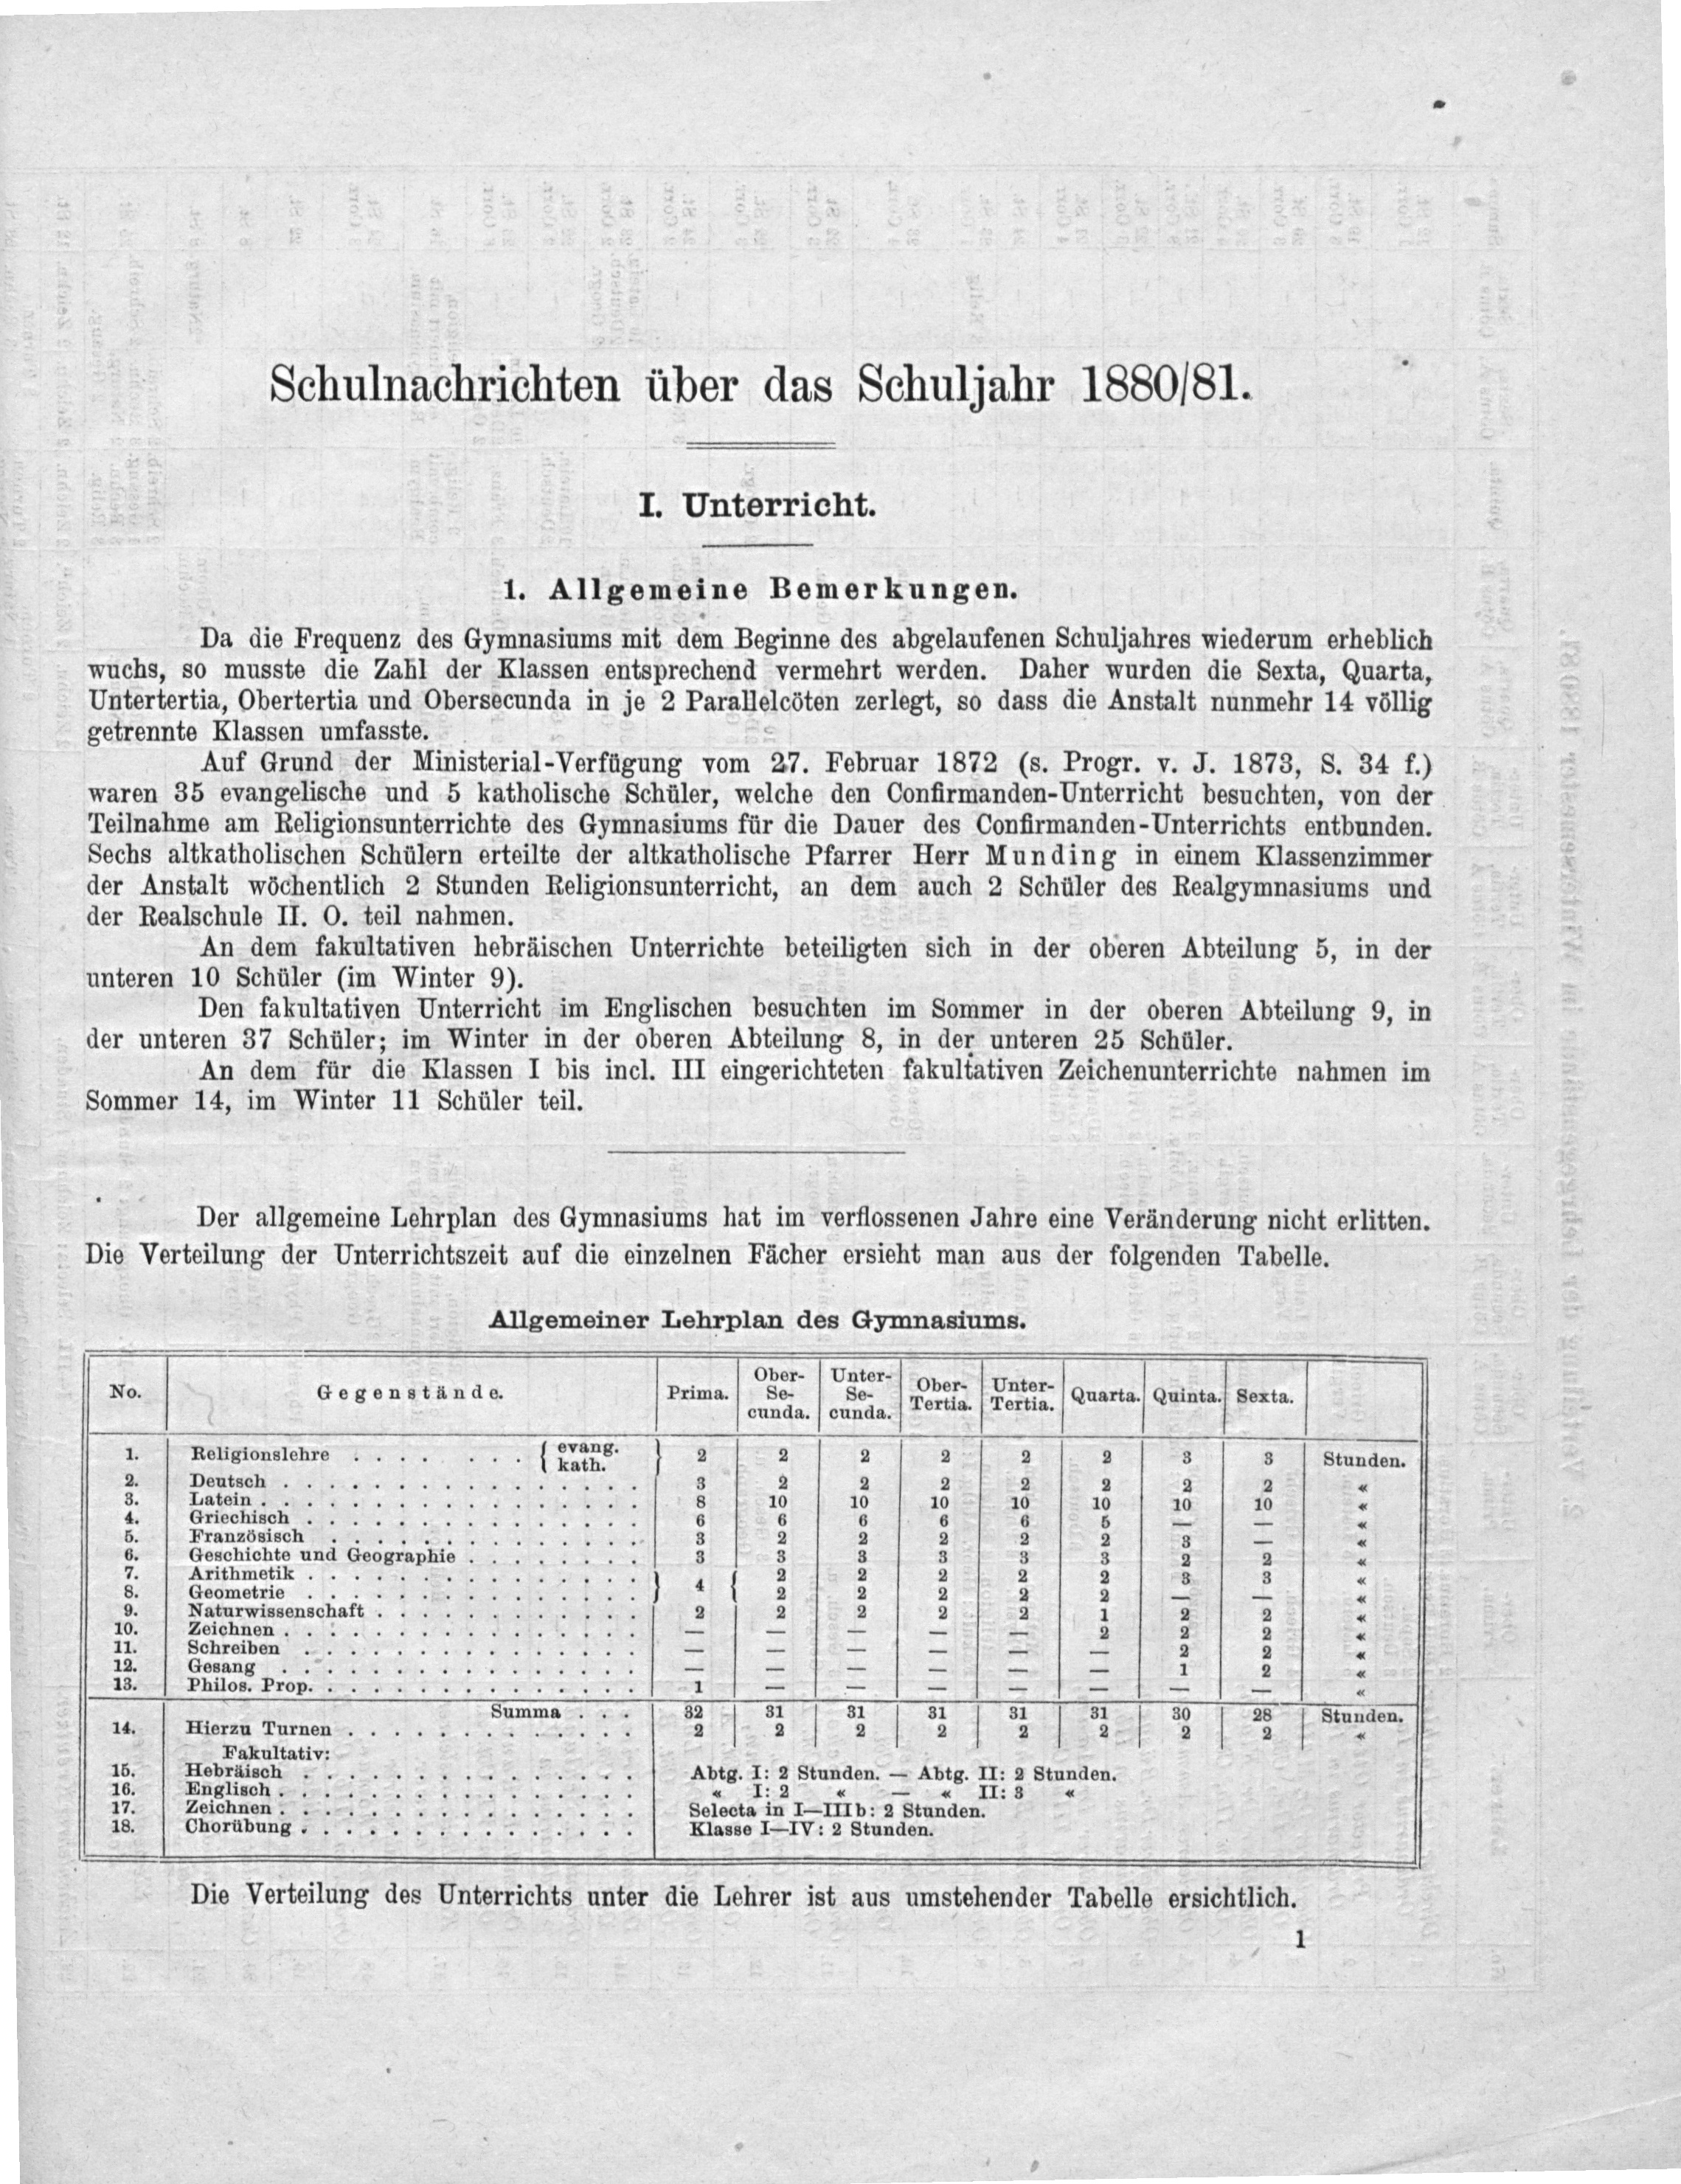 Schulnachrichten über das Schuljahr 1880/81.
I. Unterricht.
1. Allgemeine Bemerkungen.
Da die Frequenz des Gymnasiums mit dem Beginne des abgelaufenen Schuljahres wiederum erheblich
wuchs, so musste die Zahl der Klassen entsprechend vermehrt werden. Daher wurden die Sexta, Quarta,
Untertertia, Obertertia und Obersecunda in je 2 Parallelcöten zerlegt, so dass die Anstalt nunmehr 14 völlig
getrennte Klassen umfasste.
Auf Grund der Ministerial-Verfügung vom 27. Februar 1872 (s. Progr. v. J. 1873, S. 34 f.)
waren 35 evangelische und 5 katholische Schüler, welche den Confirmanden-Unterricht besuchten, von der
Teilnahme am Religionsunterrichte des Gymnasiums für die Dauer des Confirmanden-Unterrichts entbunden.
Sechs altkatholischen Schülern erteilte der altkatholische Pfarrer Herr Munding in einem Klassenzimmer
der Anstalt wöchentlich 2 Stunden Religionsunterricht, an dem auch 2 Schüler des Realgymnasiums und
der Realschule II. O. teil nahmen.
An dem fakultativen hebräischen Unterrichte beteiligten sich in der oberen Abteilung 5, in der
unteren 10 Schüler (im Winter 9).
Den fakultativen Unterricht im Englischen besuchten im Sommer in der oberen Abteilung 9, in
der unteren 37 Schüler; im Winter in der oberen Abteilung 8, in der unteren 25 Schüler.
An dem für die Klassen I bis incl. III eingerichteten fakultativen Zeichenunterrichte nahmen im
Sommer 14, im Winter 11 Schüler teil.
Der allgemeine Lehrplan des Gymnasiums hat im verflossenen Jahre eine Veränderung nicht erlitten.
Die Verteilung der Unterrichtszeit auf die einzelnen Fächer ersieht man aus der folgenden Tabelle.
Allgemeiner Lehrplan des Gymnasiums.
No. Gegenstände. Prima. Ober-Se-cunda. Unter-Se-cunda. Ober-Tertia. Unter-Tertia. Quarta. Quinta. Sexta.
1. Religionslehre . . . . . . . . { evang. kath. } 2 2 2 2 2 2 3 3 Stunden.
2. Deutsch . . . . . . . . . . . . . . . . 3 2 2 2 2 2 2 2 «
3. Latein . . . . . . . . . . . . . . . . . 8 10 10 10 10 10 10 10 «
4. Griechisch . . . . . . . . . . . . . . . 6 6 6 6 6 5 — — «
5. Französisch . . . . . . . . . . . . . . 3 2 2 2 2 2 3 — «
6. Geschichte und Geographie . . . . . . . . 3 3 3 3 3 3 2 2 «
7. Arithmetik . . . . . . . . . . . . . . . } 4 { 2 2 2 2 2 3 3 «
8. Geometrie . . . . . . . . . . . . . . . 2 2 2 2 2 — — «
9. Naturwissenschaft . . . . . . . . . . . . 2 2 2 2 2 1 2 2 «
10. Zeichnen . . . . . . . . . . . . . . . . — — — — — 2 2 2 «
11. Schreiben . . . . . . . . . . . . . . . — — — — — — 2 2 «
12. Gesang . . . . . . . . . . . . . . . . — — — — — — 1 2 «
13. Philos. Prop. . . . . . . . . . . . . . . 1 — — — — — — — «
Summa . . . 32 31 31 31 31 31 30 28 Stunden.
14. Hierzu Turnen . . . . . . . . . . . . . 2 2 2 2 2 2 2 2 «
Fakultativ:
15. Hebräisch . . . . . . . . . . . . . . . Abtg. I: 2 Stunden. — Abtg. II: 2 Stunden.
16. Englisch . . . . . . . . . . . . . . . . « I: 2 « — « II: 3 «
17. Zeichnen . . . . . . . . . . . . . . . . Selecta in I—IIIb: 2 Stunden.
18. Chorübung . . . . . . . . . . . . . . . Klasse I—IV: 2 Stunden.
Die Verteilung des Unterrichts unter die Lehrer ist aus umstehender Tabelle ersichtlich.
1